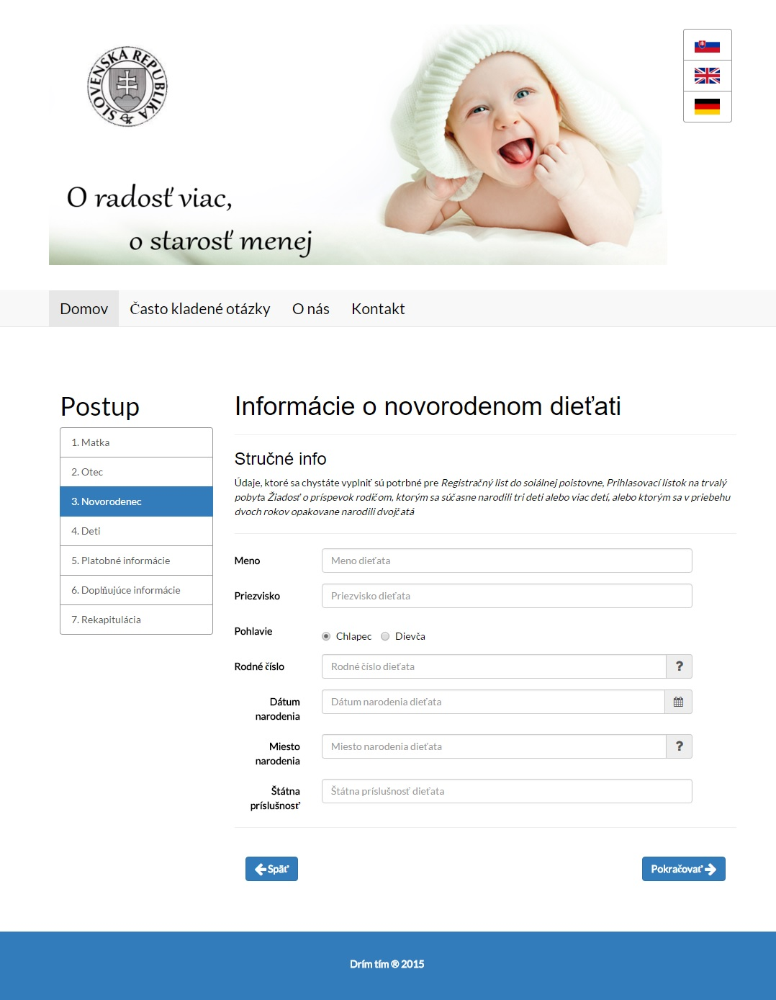 SLOVENSKÁ REPUBLIKA
O radosť viac,
o starosť menej
Domov Často kladené otázky O nás Kontakt
Postup
1. Matka
2. Otec
3. Novorodenec
4. Deti
5. Platobné informácie
6. Doplňujúce informácie
7. Rekapitulácia
Informácie o novorodenom dieťati
Stručné info
Údaje, ktoré sa chystáte vyplniť sú potrbné pre Registračný list do soiálnej poistovne, Prihlasovací lístok na trvalý
pobyta Žiadosť o príspevok rodičom, ktorým sa súčasne narodili tri deti alebo viac detí, alebo ktorým sa v priebehu
dvoch rokov opakovane narodili dvojčatá
Meno Meno dieťata
Priezvisko Priezvisko dieťata
Pohlavie Chlapec Dievča
Rodné číslo Rodné číslo dieťata ?
Dátum
narodenia Dátum narodenia dieťata
Miesto
narodenia Miesto narodenia dieťata ?
Štátna
príslušnosť Štátna príslušnosť dieťata
Späť Pokračovať
Drím tím ® 2015